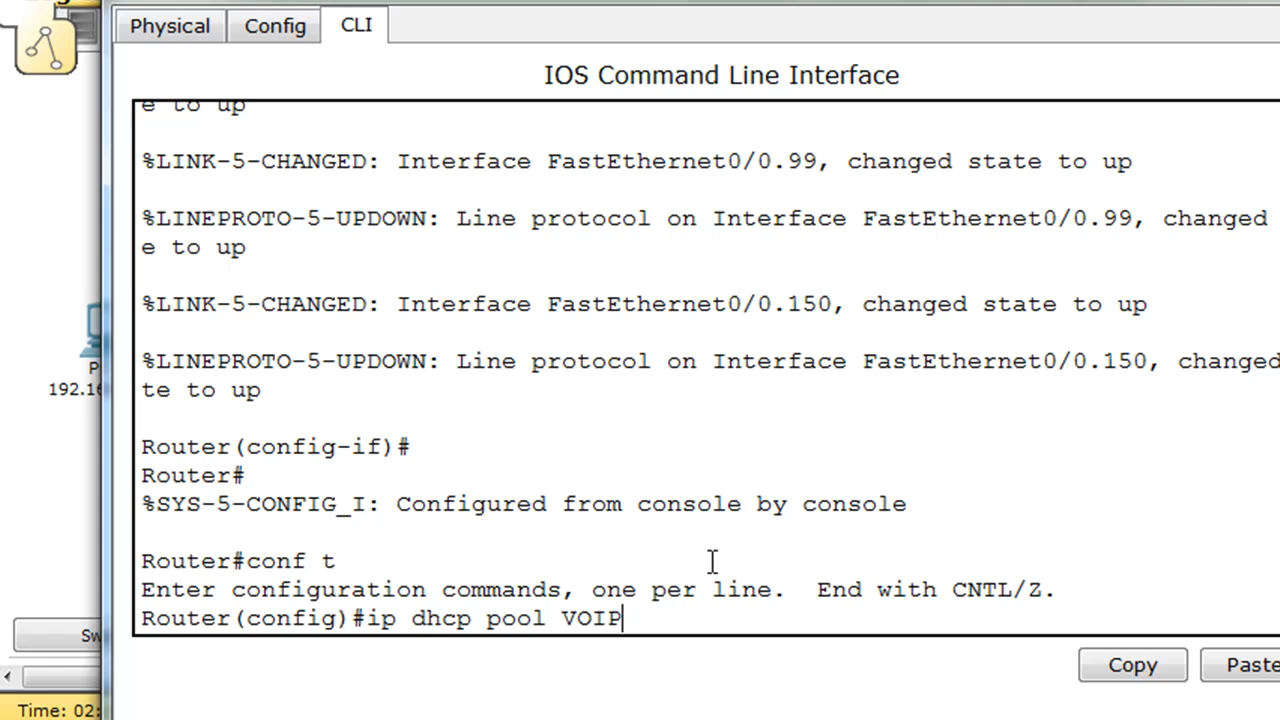 Physical
Config
CLI
IOS Command Line Interface
e to up
%LINK-5-CHANGED: Interface FastEthernet0/0.99, changed state to up
%LINEPROTO-5-UPDOWN: Line protocol on Interface FastEthernet0/0.99, changed
e to up
%LINK-5-CHANGED: Interface FastEthernet0/0.150, changed state to up
%LINEPROTO-5-UPDOWN: Line protocol on Interface FastEthernet0/0.150, changed
te to up
Router(config-if)#
Router#
%SYS-5-CONFIG_I: Configured from console by console
Router#conf t
Enter configuration commands, one per line.  End with CNTL/Z.
Router(config)#ip dhcp pool VOIP
Copy
Paste
P
192.16
Sw
Time: 02: